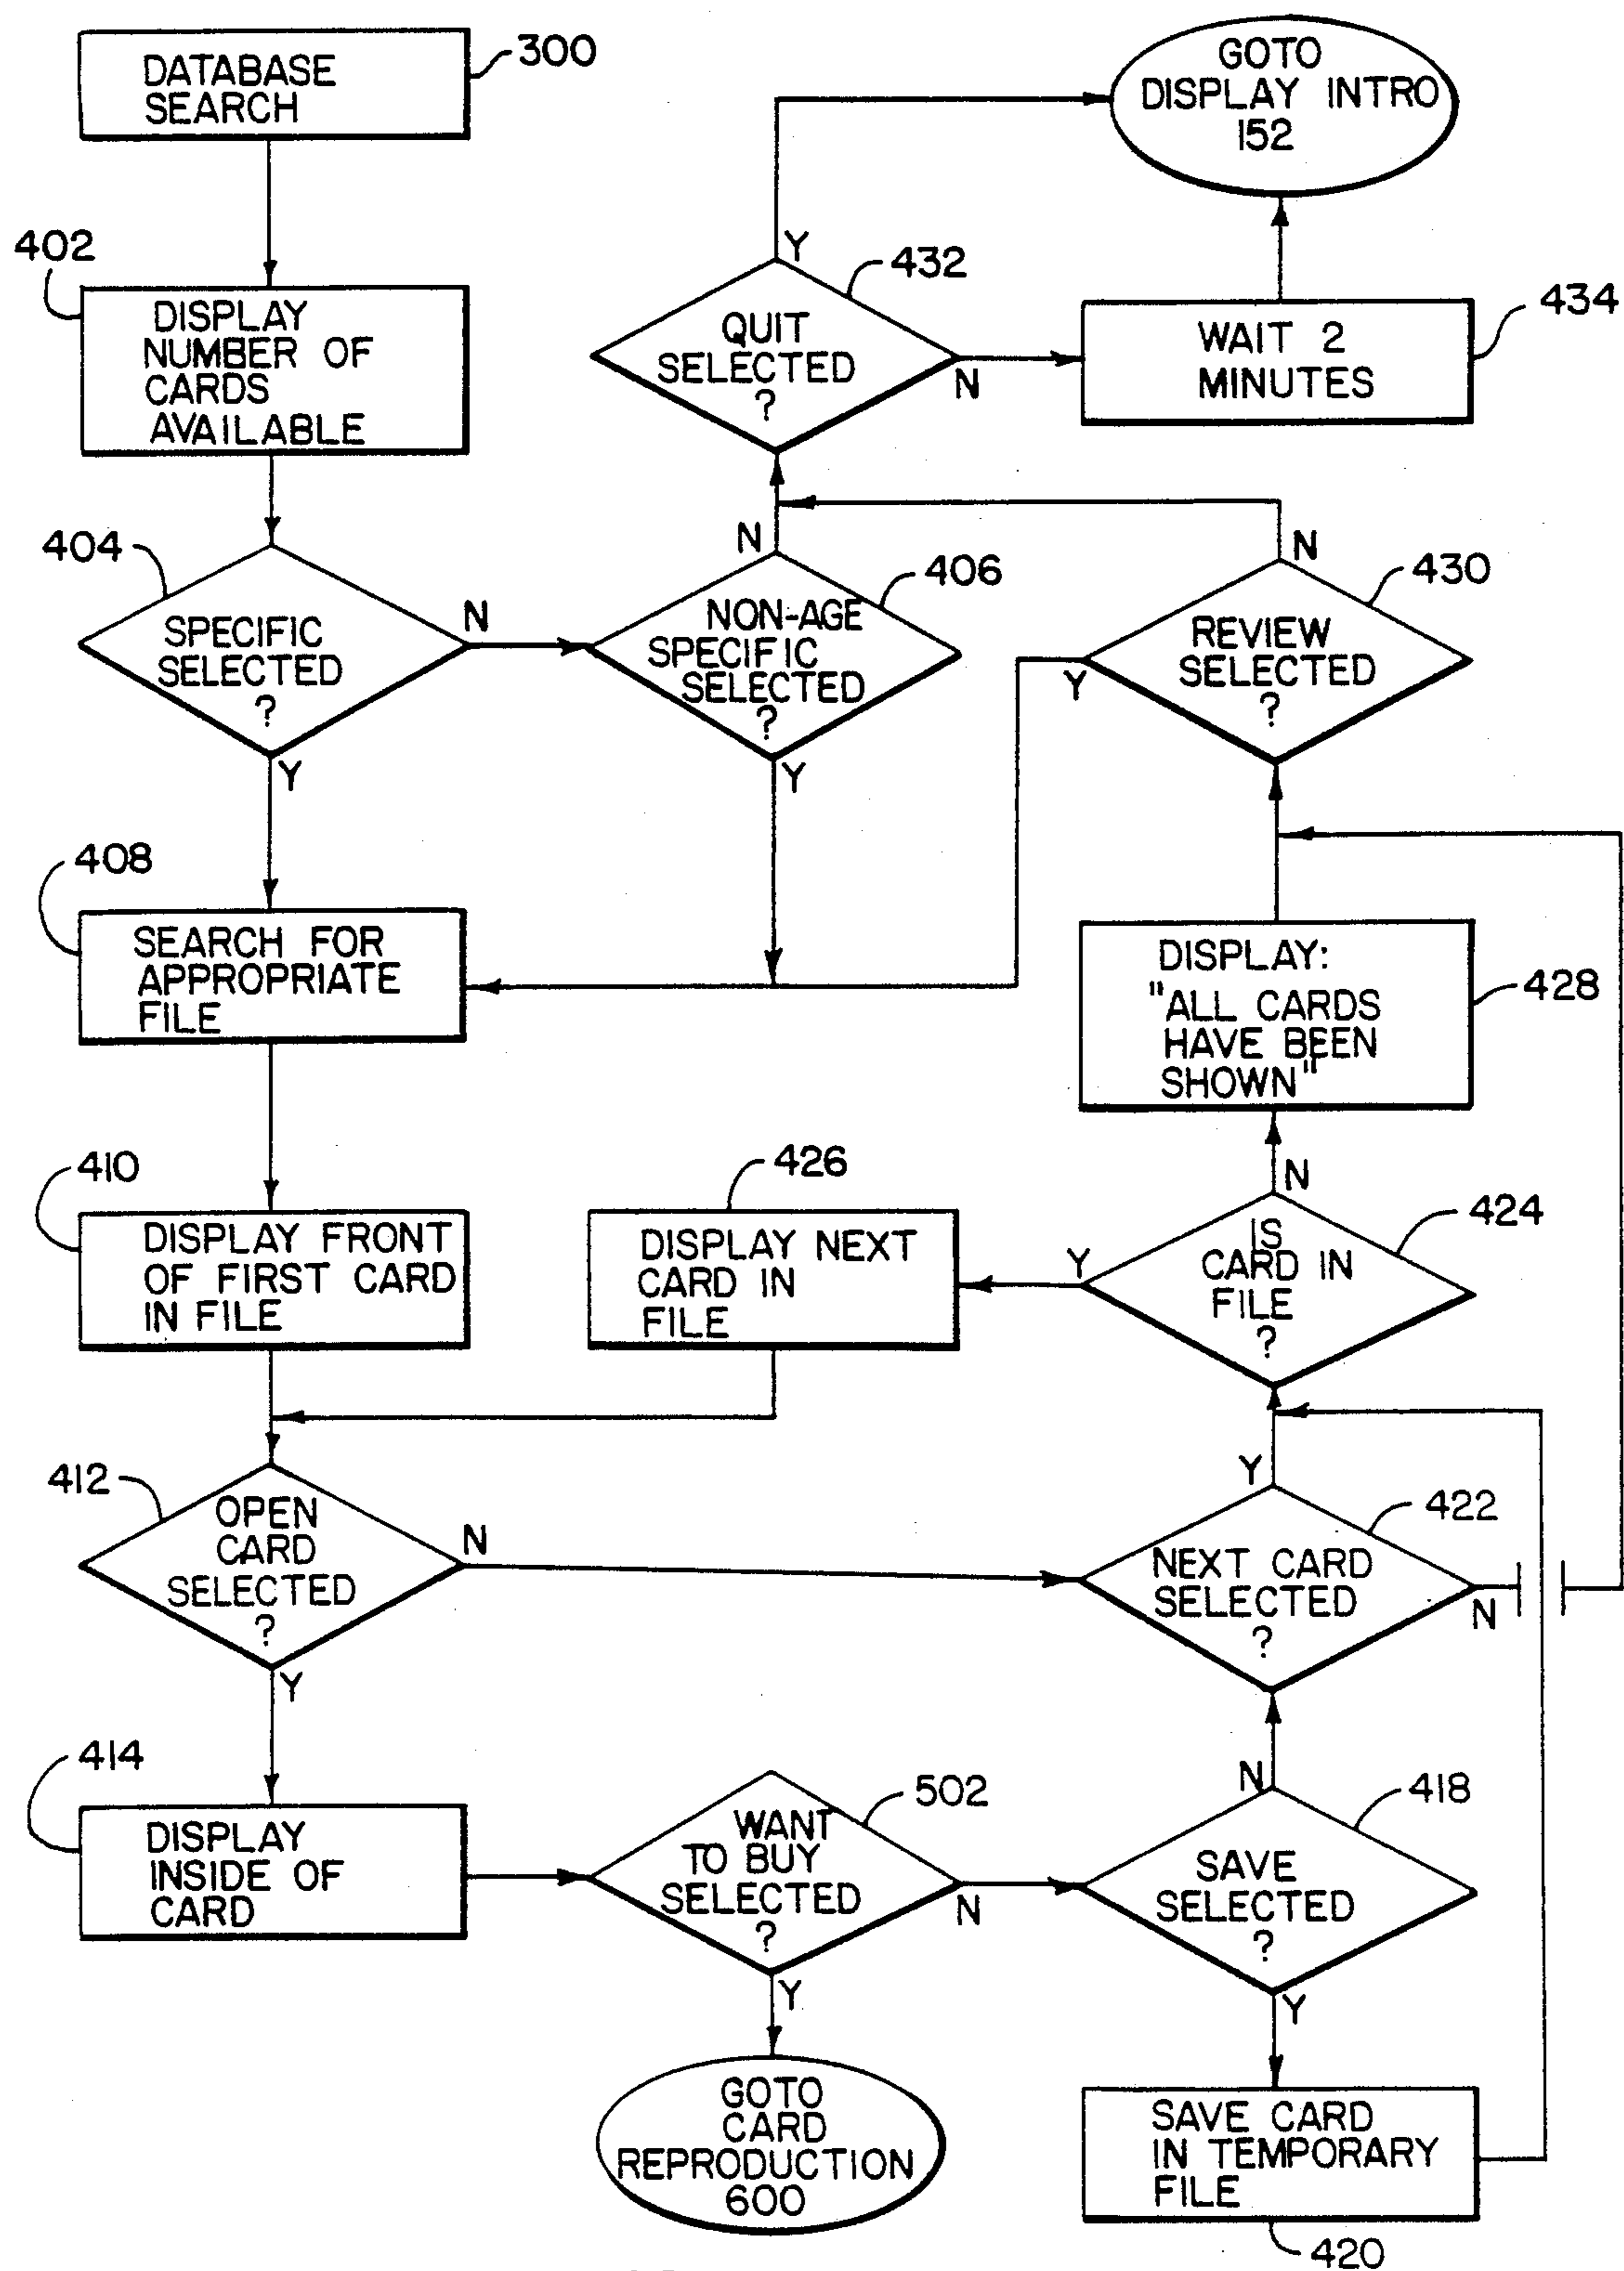 DATABASE
SEARCH
300
GOTO
DISPLAY INTRO
152
402
DISPLAY
NUMBER OF
CARDS
AVAILABLE
Y
432
QUIT
SELECTED
?
N
WAIT 2
MINUTES
434
404
SPECIFIC
SELECTED
?
N
Y
N
406
NON-AGE
SPECIFIC
SELECTED
?
Y
N
430
REVIEW
SELECTED
?
Y
408
SEARCH FOR
APPROPRIATE
FILE
DISPLAY:
"ALL CARDS
HAVE BEEN
SHOWN"
428
410
DISPLAY FRONT
OF FIRST CARD
IN FILE
426
DISPLAY NEXT
CARD IN
FILE
N
424
IS
CARD IN
FILE
?
Y
412
OPEN
CARD
SELECTED
?
N
Y
Y
422
NEXT CARD
SELECTED
?
N
414
DISPLAY
INSIDE OF
CARD
502
WANT
TO BUY
SELECTED
?
N
Y
N
418
SAVE
SELECTED
?
Y
GOTO
CARD
REPRODUCTION
600
SAVE CARD
IN TEMPORARY
FILE
420